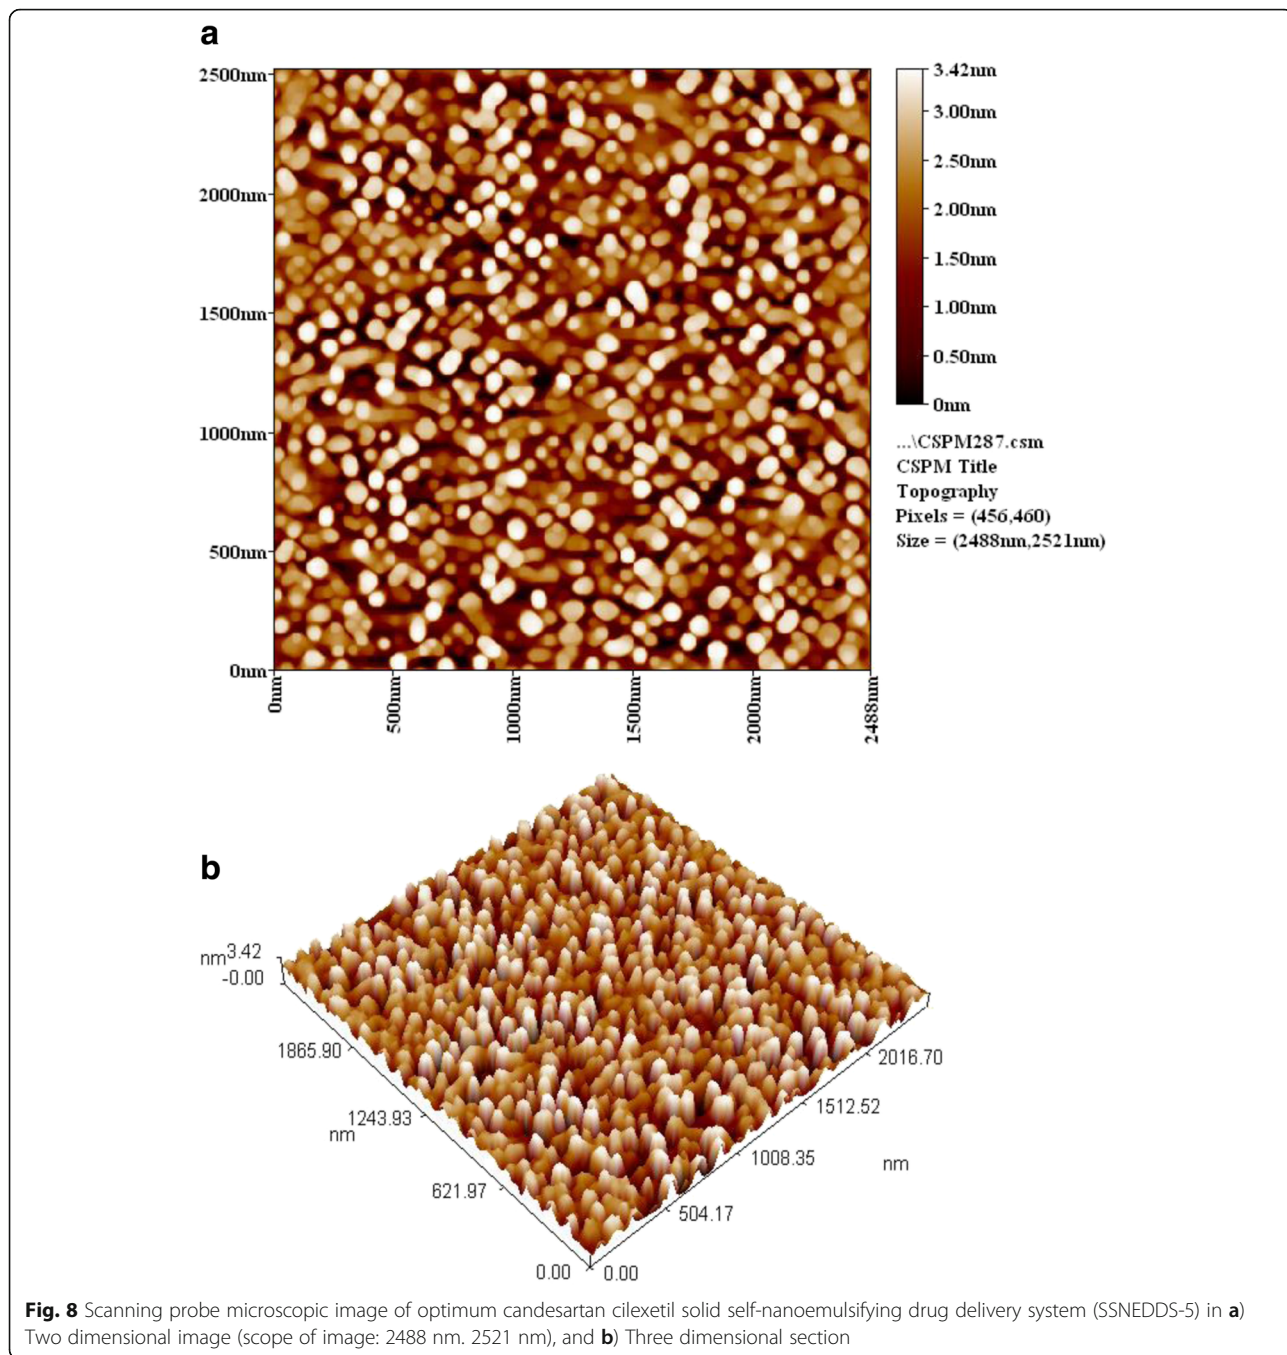 a
2500nm
2000nm
1500nm
1000nm
500nm
0nm
0nm
500nm
1000nm
1500nm
2000nm
2488nm
3.42nm
3.00nm
2.50nm
2.00nm
1.50nm
1.00nm
0.50nm
0nm
...\CSPM287.csm
CSPM Title
Topography
Pixels = (456,460)
Size = (2488nm,2521nm)
b
nm 3.42
-0.00
1865.90
1243.93
nm
621.97
0.00
0.00
504.17
1008.35
1512.52
2016.70
nm
Fig. 8 Scanning probe microscopic image of optimum candesartan cilexetil solid self-nanoemulsifying drug delivery system (SSNEDDS-5) in a)
Two dimensional image (scope of image: 2488 nm. 2521 nm), and b) Three dimensional section